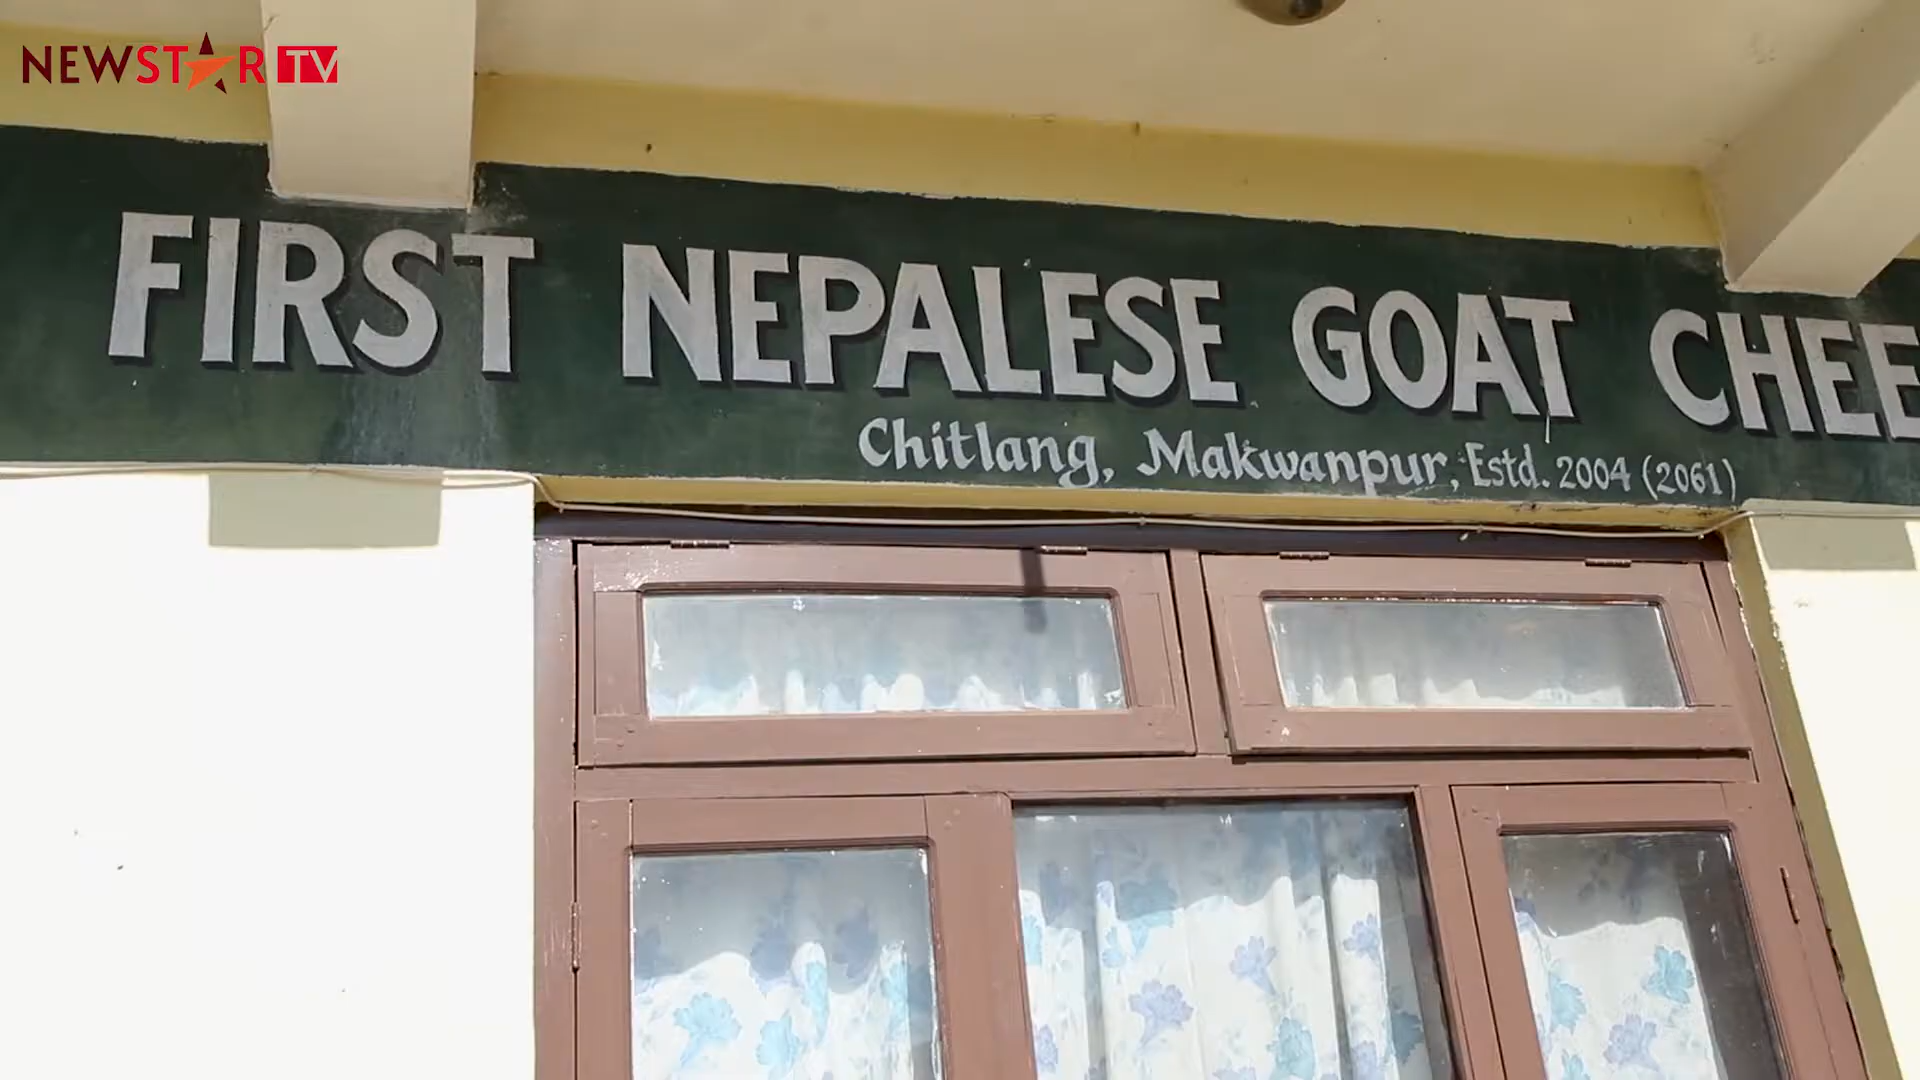 NEWSTAR TV
FIRST NEPALESE GOAT CHEE
Chitlang, Makwanpur, Estd. 2004 (2061)